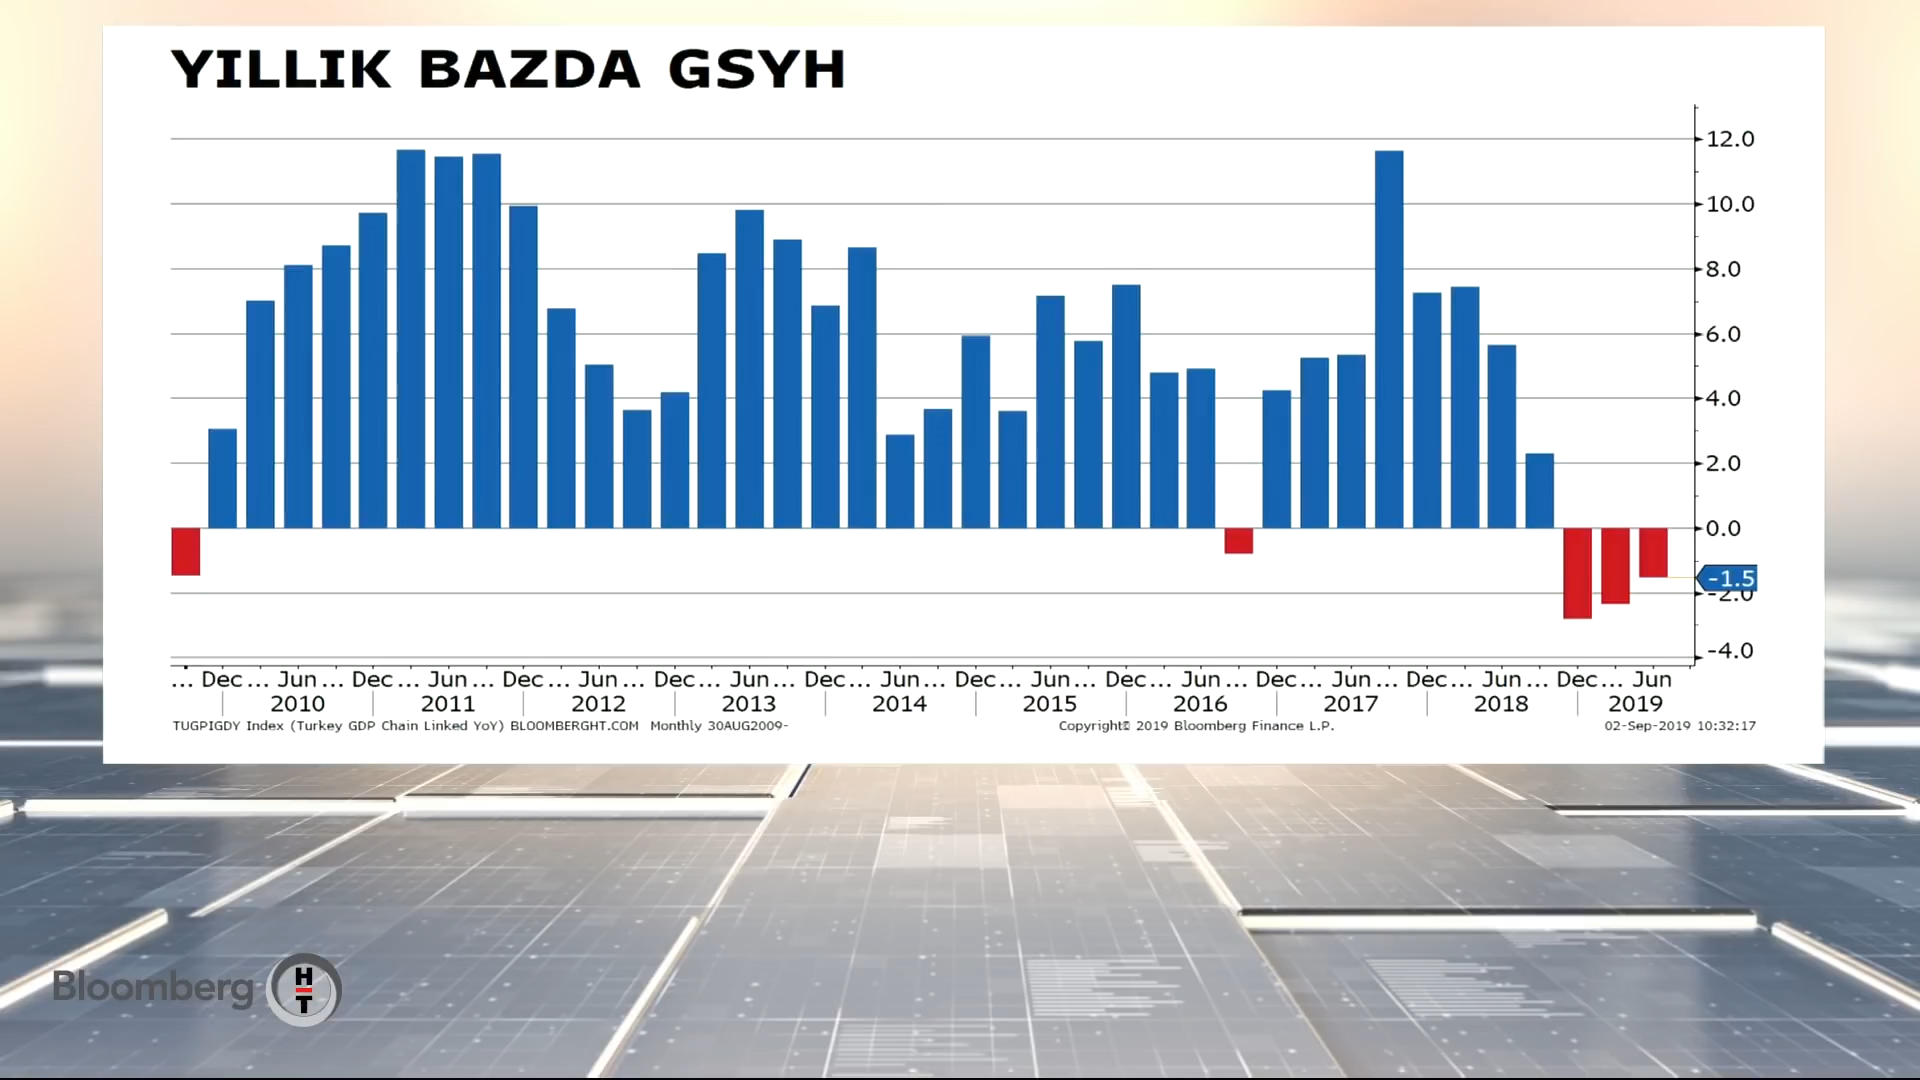 YILLIK BAZDA GSYH
12.0
10.0
8.0
6.0
4.0
2.0
0.0
-1.5
-2.0
-4.0
... Dec ... Jun ... Dec ... Jun ... Dec ... Jun ... Dec ... Jun ... Dec ... Jun ... Dec ... Jun ... Dec ... Jun ... Dec ... Jun ... Dec ... Jun ... Dec ... Jun
2010 2011 2012 2013 2014 2015 2016 2017 2018 2019
TUGPIGDY Index (Turkey GDP Chain Linked YoY) BLOOMBERGHT.COM Monthly 30AUG2009- Copyright© 2019 Bloomberg Finance L.P. 02-Sep-2019 10:32:17
Bloomberg HT